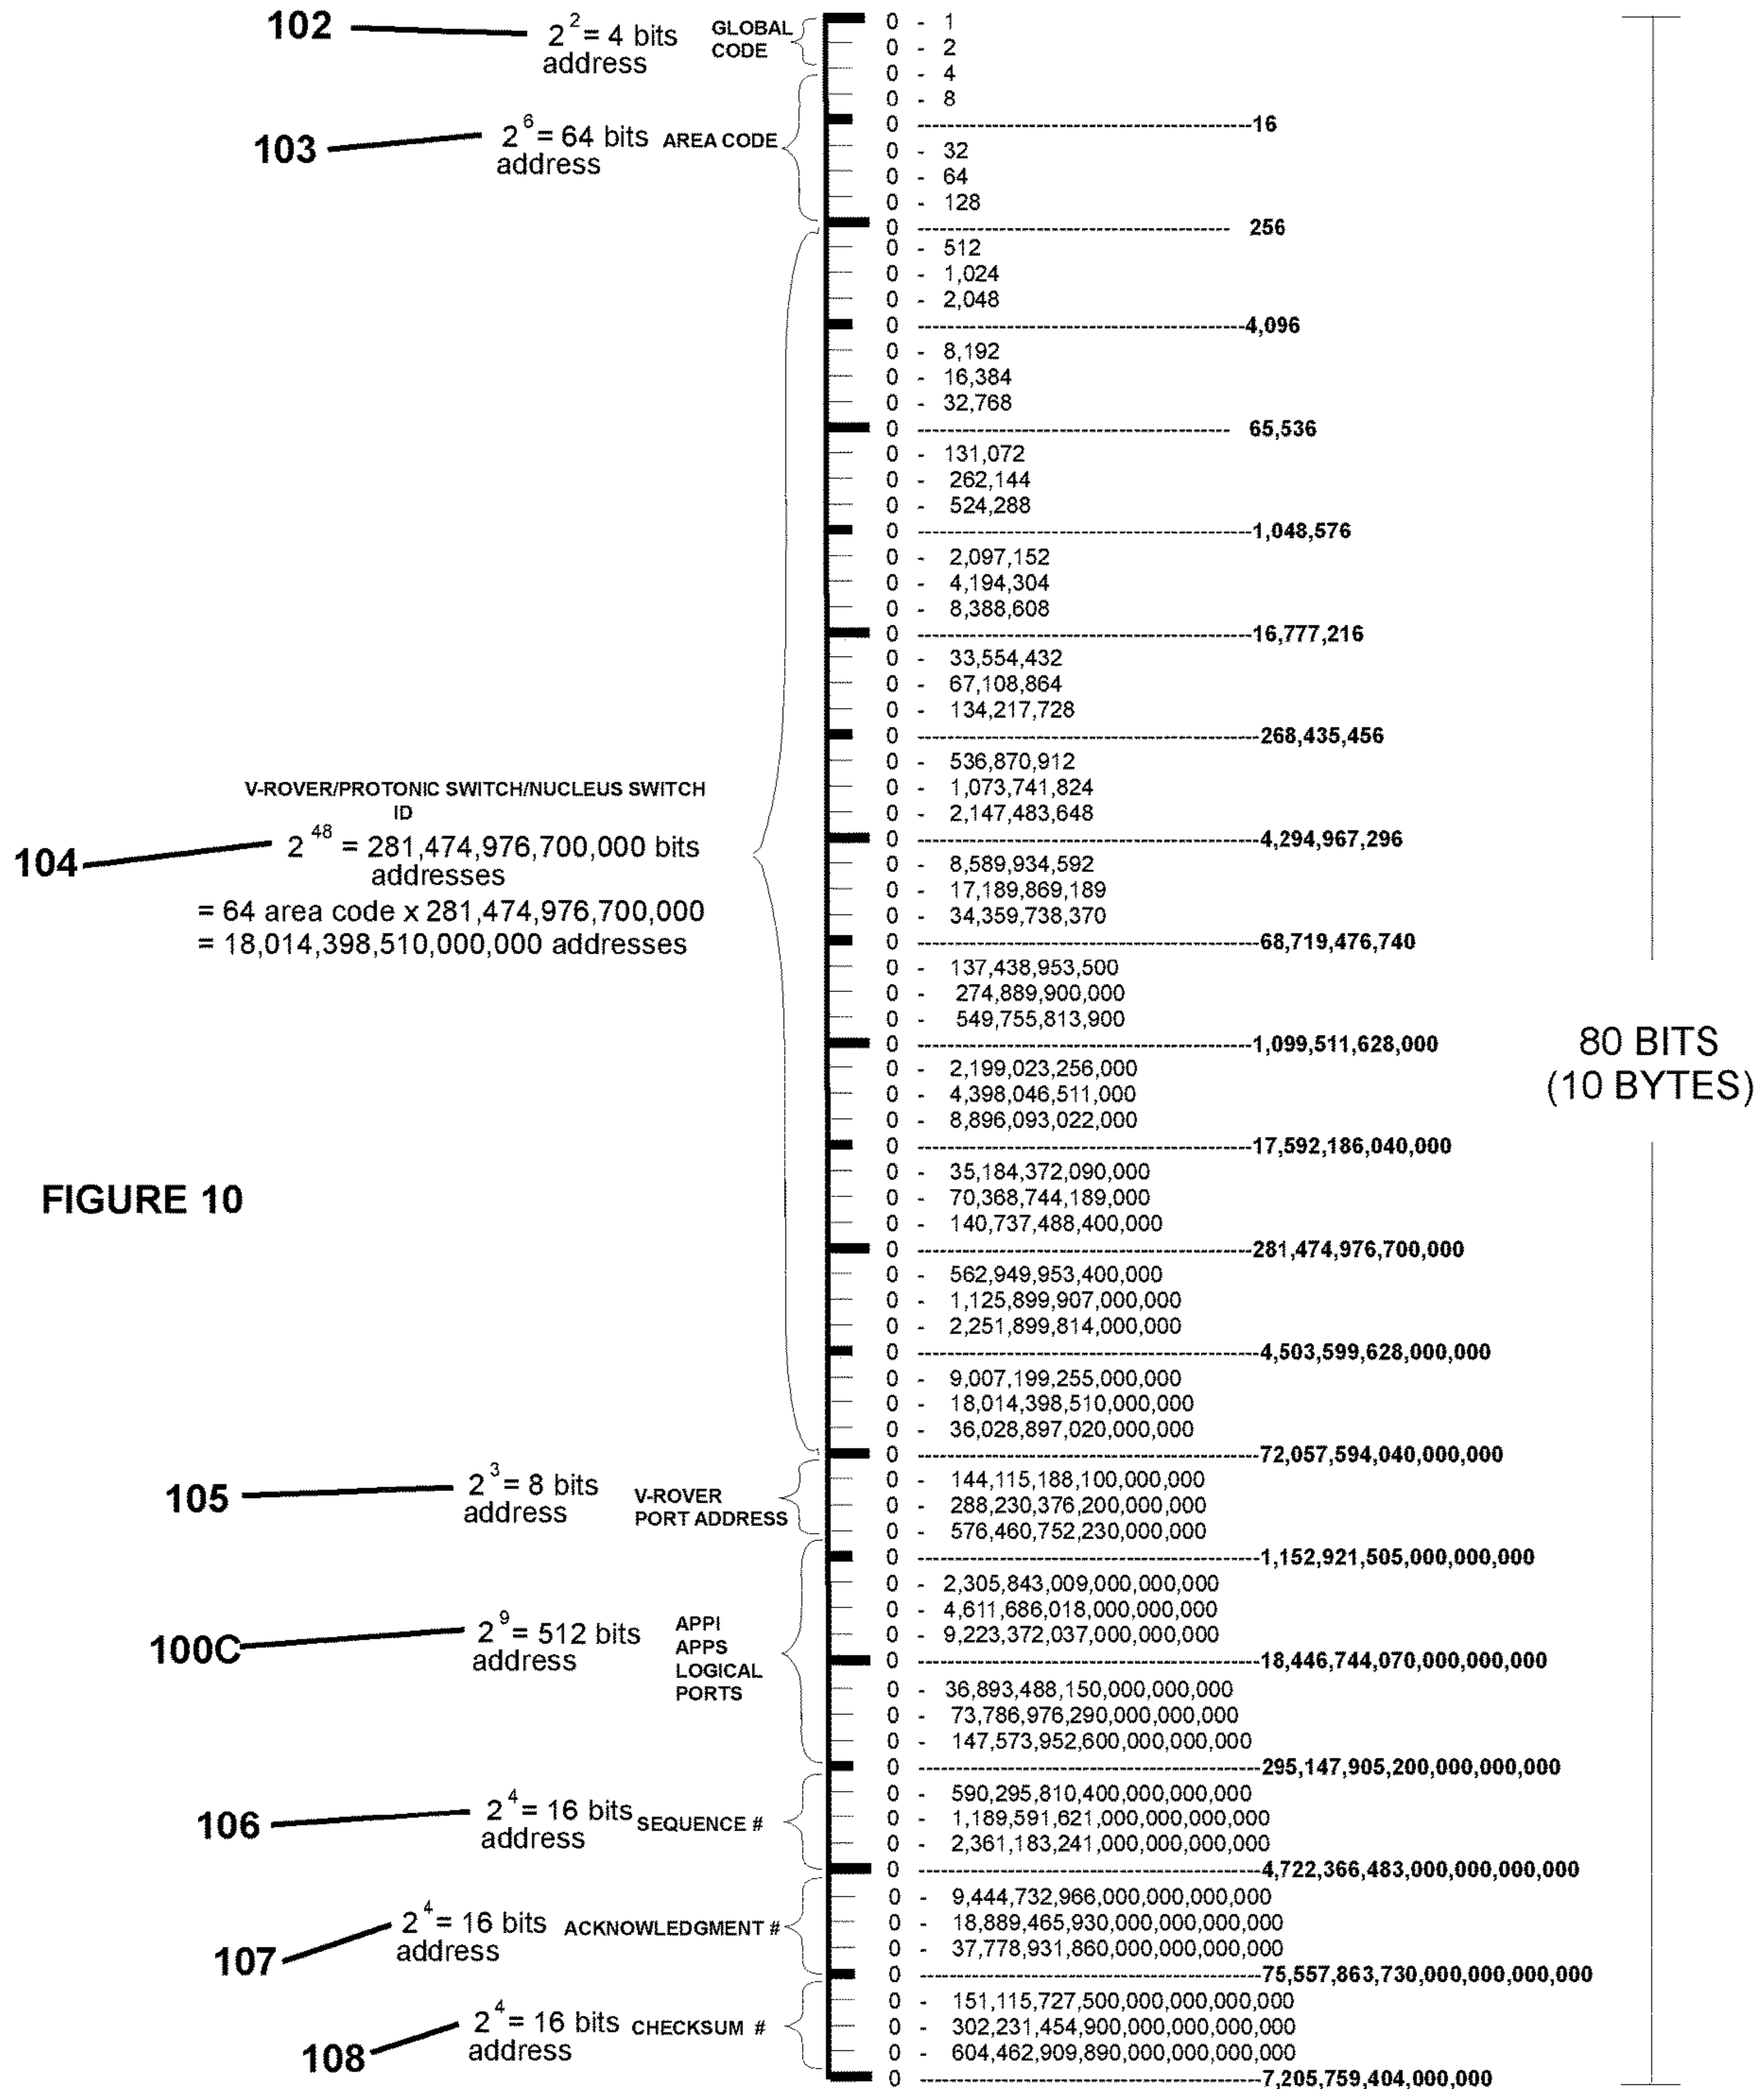 102
2^2 = 4 bits
address
GLOBAL
CODE
103
2^6 = 64 bits
address
AREA CODE
V-ROVER/PROTONIC SWITCH/NUCLEUS SWITCH
ID
104
2^48 = 281,474,976,700,000 bits
addresses
= 64 area code x 281,474,976,700,000
= 18,014,398,510,000,000 addresses
FIGURE 10
105
2^3 = 8 bits
address
V-ROVER
PORT ADDRESS
100C
2^9 = 512 bits
address
APPI
APPS
LOGICAL
PORTS
106
2^4 = 16 bits
address
SEQUENCE #
107
2^4 = 16 bits
address
ACKNOWLEDGMENT #
108
2^4 = 16 bits
address
CHECKSUM #
0 - 1
0 - 2
0 - 4
0 - 8
0 ---------- 16
0 - 32
0 - 64
0 - 128
0 ---------- 256
0 - 512
0 - 1,024
0 - 2,048
0 ---------- 4,096
0 - 8,192
0 - 16,384
0 - 32,768
0 ---------- 65,536
0 - 131,072
0 - 262,144
0 - 524,288
0 ---------- 1,048,576
0 - 2,097,152
0 - 4,194,304
0 - 8,388,608
0 ---------- 16,777,216
0 - 33,554,432
0 - 67,108,864
0 - 134,217,728
0 ---------- 268,435,456
0 - 536,870,912
0 - 1,073,741,824
0 - 2,147,483,648
0 ---------- 4,294,967,296
0 - 8,589,934,592
0 - 17,189,869,189
0 - 34,359,738,370
0 ---------- 68,719,476,740
0 - 137,438,953,500
0 - 274,889,900,000
0 - 549,755,813,900
0 ---------- 1,099,511,628,000
0 - 2,199,023,256,000
0 - 4,398,046,511,000
0 - 8,896,093,022,000
0 ---------- 17,592,186,040,000
0 - 35,184,372,090,000
0 - 70,368,744,189,000
0 - 140,737,488,400,000
0 ---------- 281,474,976,700,000
0 - 562,949,953,400,000
0 - 1,125,899,907,000,000
0 - 2,251,899,814,000,000
0 ---------- 4,503,599,628,000,000
0 - 9,007,199,255,000,000
0 - 18,014,398,510,000,000
0 - 36,028,897,020,000,000
0 ---------- 72,057,594,040,000,000
0 - 144,115,188,100,000,000
0 - 288,230,376,200,000,000
0 - 576,460,752,230,000,000
0 ---------- 1,152,921,505,000,000,000
0 - 2,305,843,009,000,000,000
0 - 4,611,686,018,000,000,000
0 - 9,223,372,037,000,000,000
0 ---------- 18,446,744,070,000,000,000
0 - 36,893,488,150,000,000,000
0 - 73,786,976,290,000,000,000
0 - 147,573,952,600,000,000,000
0 ---------- 295,147,905,200,000,000,000
0 - 590,295,810,400,000,000,000
0 - 1,189,591,621,000,000,000,000
0 - 2,361,183,241,000,000,000,000
0 ---------- 4,722,366,483,000,000,000,000
0 - 9,444,732,966,000,000,000,000
0 - 18,889,465,930,000,000,000,000
0 - 37,778,931,860,000,000,000,000
0 ---------- 75,557,863,730,000,000,000,000
0 - 151,115,727,500,000,000,000,000
0 - 302,231,454,900,000,000,000,000
0 - 604,462,909,890,000,000,000,000
0 ---------- 7,205,759,404,000,000
80 BITS
(10 BYTES)